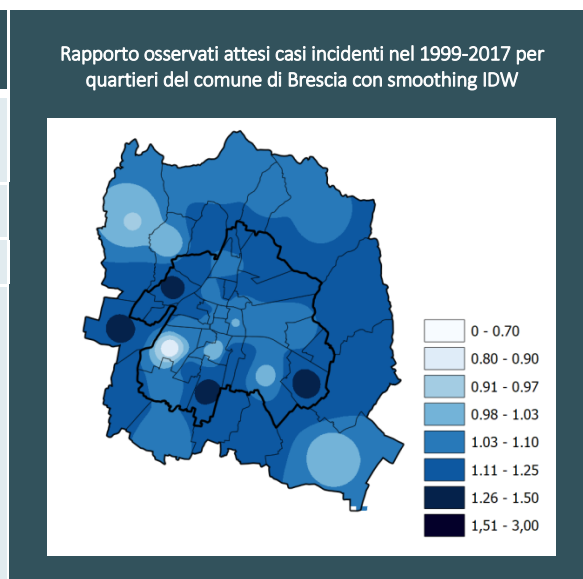 Rapporto osservati attesi casi incidenti nel 1999-2017 per
quartieri del comune di Brescia con smoothing IDW
0 - 0.70
0.80 - 0.90
0.91 - 0.97
0.98 - 1.03
1.03 - 1.10
1.11 - 1.25
1.26 - 1.50
1,51 - 3,00